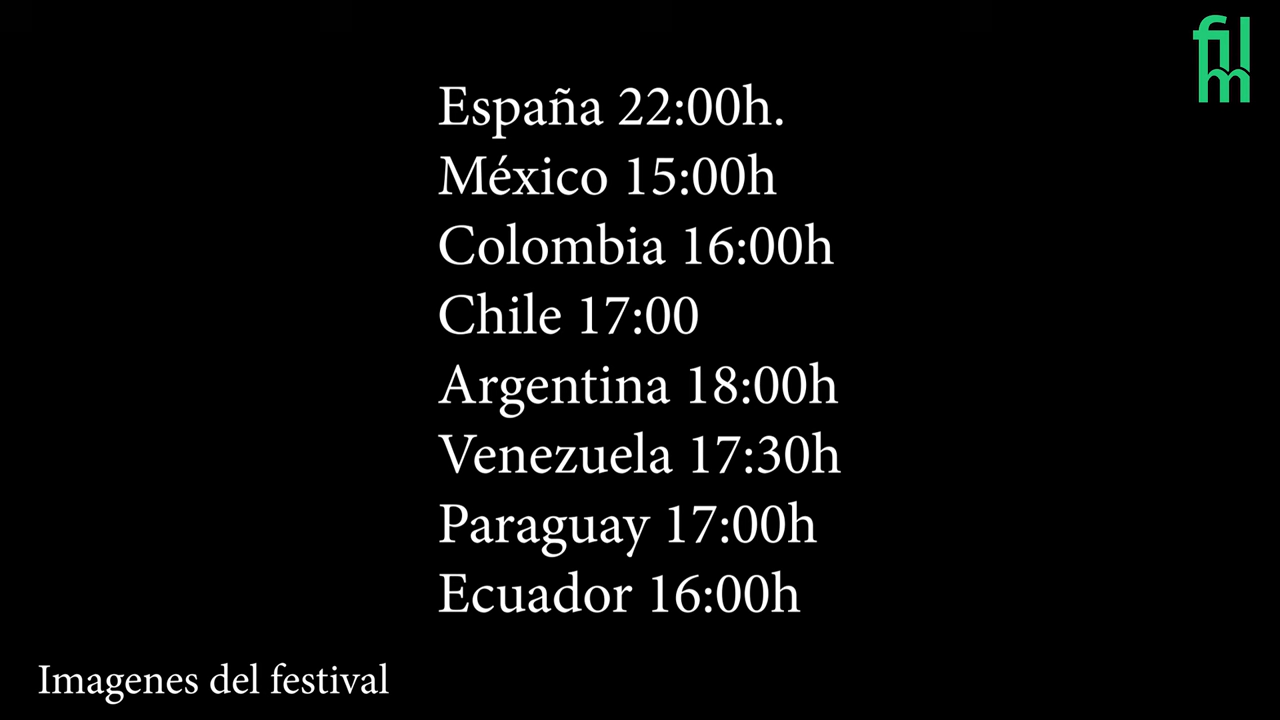 film
España 22:00h.
México 15:00h
Colombia 16:00h
Chile 17:00
Argentina 18:00h
Venezuela 17:30h
Paraguay 17:00h
Ecuador 16:00h
Imagenes del festival